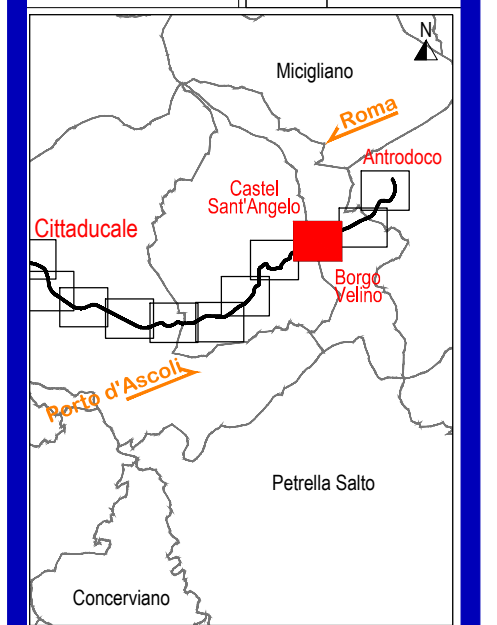 N
Micigliano
Roma
Antrodoco
Castel
Sant'Angelo
Cittaducale
Borgo
Velino
Porto d'Ascoli
Petrella Salto
Concerviano